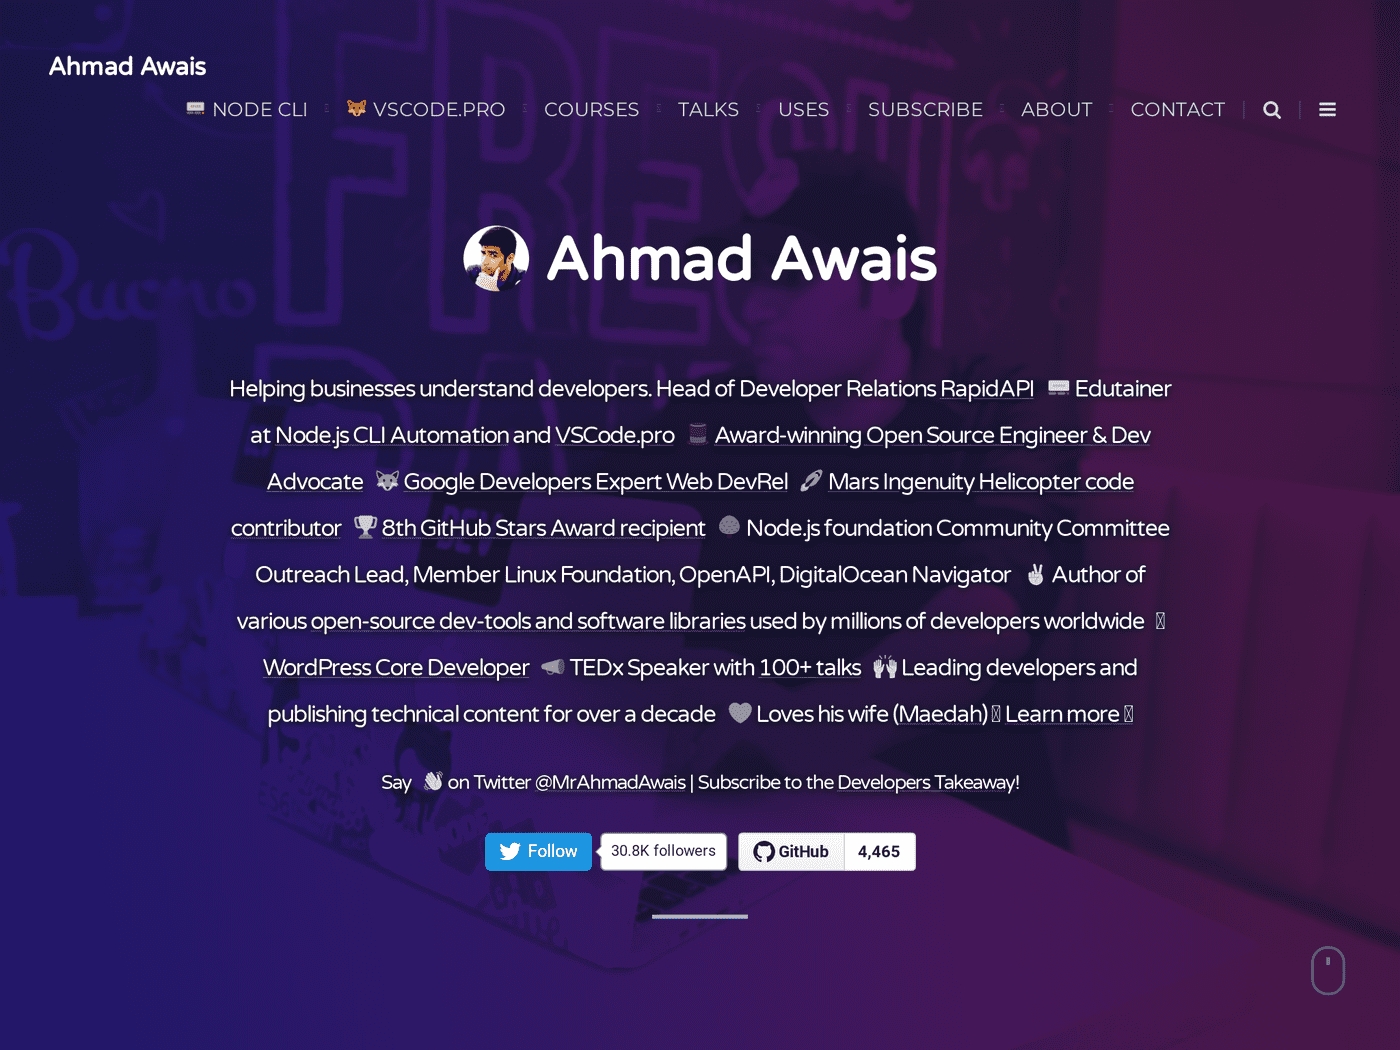 Ahmad Awais
NODE CLI VSCODE.PRO COURSES TALKS USES SUBSCRIBE ABOUT CONTACT
Ahmad Awais
Helping businesses understand developers. Head of Developer Relations RapidAPI Edutainer
at Node.js CLI Automation and VSCode.pro Award-winning Open Source Engineer & Dev
Advocate Google Developers Expert Web DevRel Mars Ingenuity Helicopter code
contributor 8th GitHub Stars Award recipient Node.js foundation Community Committee
Outreach Lead, Member Linux Foundation, OpenAPI, DigitalOcean Navigator Author of
various open-source dev-tools and software libraries used by millions of developers worldwide
WordPress Core Developer TEDx Speaker with 100+ talks Leading developers and
publishing technical content for over a decade Loves his wife (Maedah) Learn more
Say on Twitter @MrAhmadAwais | Subscribe to the Developers Takeaway!
Follow 30.8K followers GitHub 4,465
Bueno
DEV